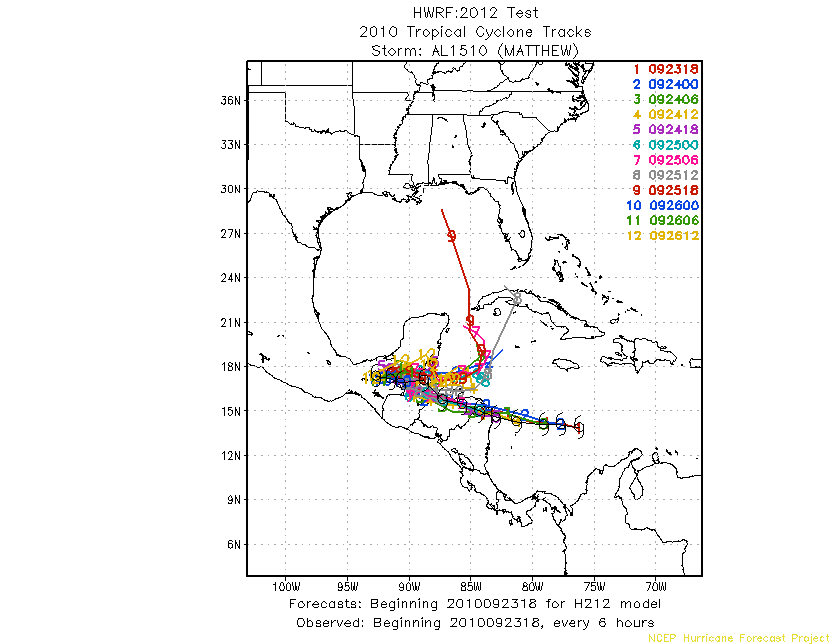 HWRF:2012 Test
2010 Tropical Cyclone Tracks
Storm: AL1510 (MATTHEW)
1 092318
2 092400
3 092406
4 092412
5 092418
6 092500
7 092506
8 092512
9 092518
10 092600
11 092606
12 092612
36N
33N
30N
27N
24N
21N
18N
15N
12N
9N
6N
100W 95W 90W 85W 80W 75W 70W
Forecasts: Beginning 2010092318 for H212 model
Observed: Beginning 2010092318, every 6 hours
NCEP Hurricane Forecast Project